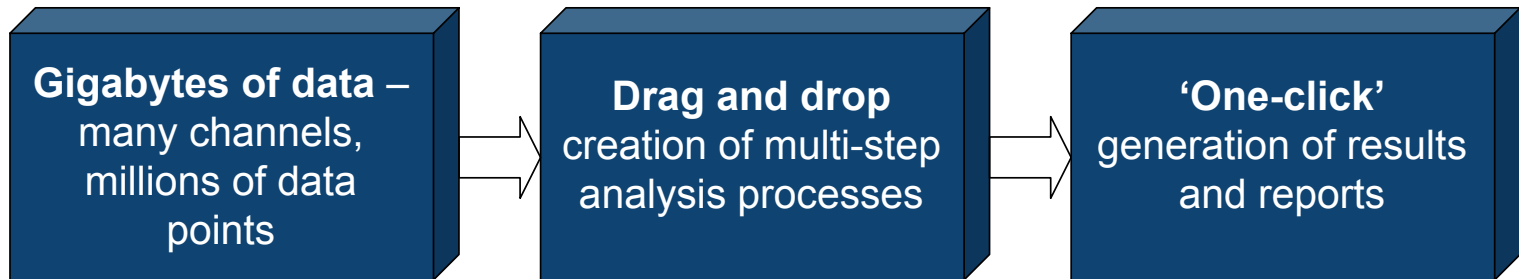 Gigabytes of data –
many channels,
millions of data
points
Drag and drop
creation of multi-step
analysis processes
‘One-click’
generation of results
and reports